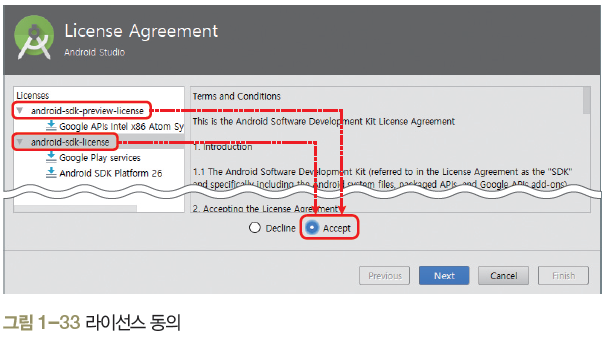 License Agreement
Android Studio
Licenses
android-sdk-preview-license
Google APIs Intel x86 Atom Sy
android-sdk-license
Google Play services
Android SDK Platform 26
Terms and Conditions
This is the Android Software Development Kit License Agreement
1. Introduction
1.1 The Android Software Development Kit (referred to in the License Agreement as the "SDK"
and specifically including the Android system files, packaged APIs, and Google APIs add-ons)
2. Accepting the License Agreement
Decline
Accept
Previous
Next
Cancel
Finish
그림 1-33 라이선스 동의